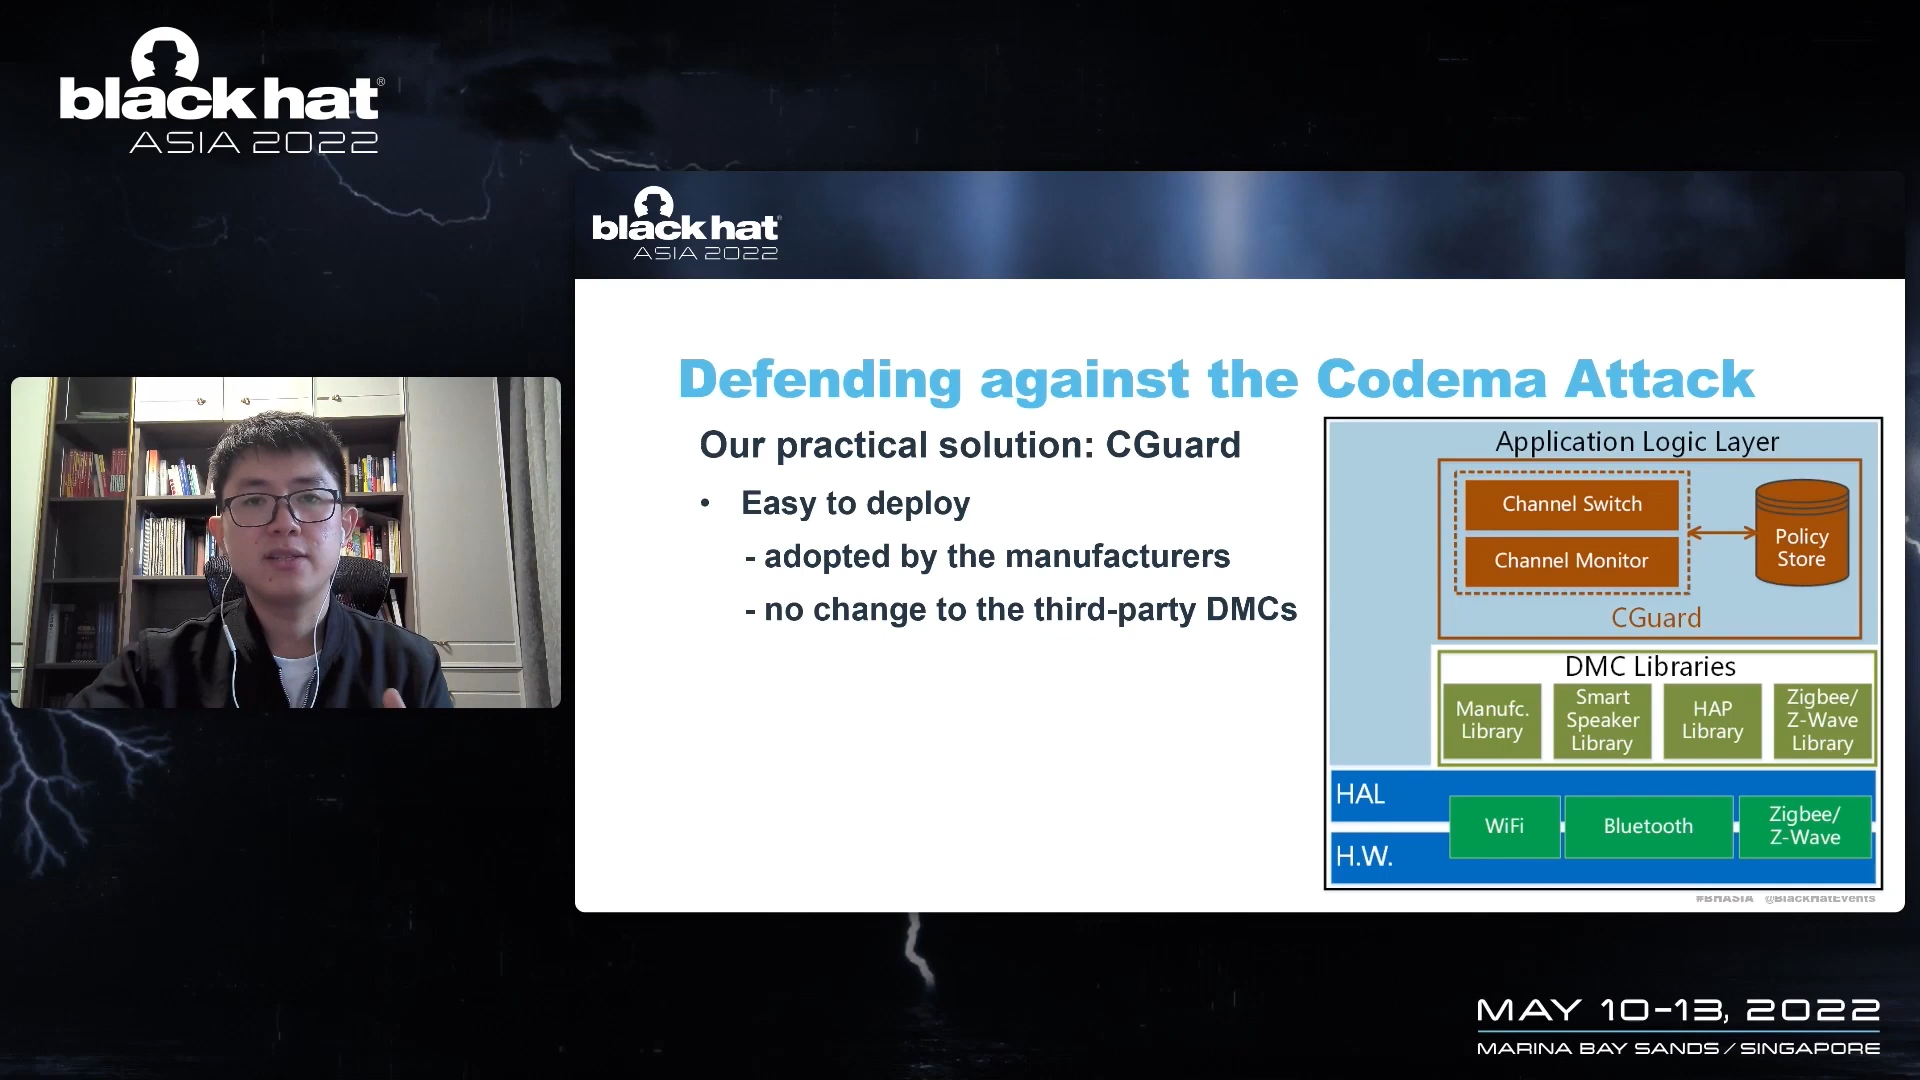 black hat®
ASIA 2022
black hat®
ASIA 2022
Defending against the Codema Attack
Our practical solution: CGuard
• Easy to deploy
- adopted by the manufacturers
- no change to the third-party DMCs
Application Logic Layer
Channel Switch
Channel Monitor
Policy
Store
CGuard
DMC Libraries
Manufc.
Library
Smart
Speaker
Library
HAP
Library
Zigbee/
Z-Wave
Library
HAL
H.W.
WiFi
Bluetooth
Zigbee/
Z-Wave
#BHASIA @BlackHatEvents
MAY 10-13, 2022
MARINA BAY SANDS / SINGAPORE